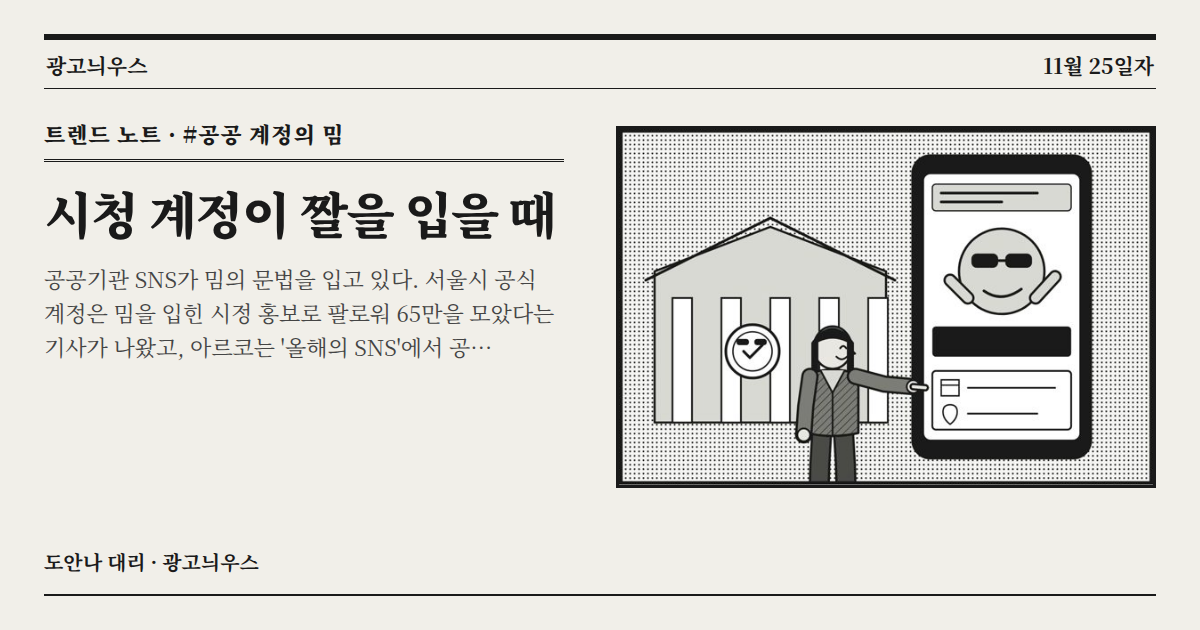 광고늬우스
11월 25일자
트렌드 노트 · #공공 계정의 밈
시청 계정이 짤을 입을 때
공공기관 SNS가 밈의 문법을 입고 있다. 서울시 공식
계정은 밈을 입힌 시정 홍보로 팔로워 65만을 모았다는
기사가 나왔고, 아르코는 '올해의 SNS'에서 공…
도안나 대리 · 광고늬우스